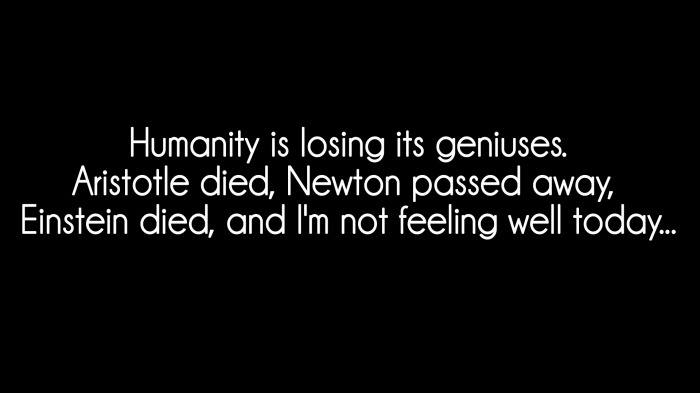 Humanity is losing its geniuses.
Aristotle died, Newton passed away,
Einstein died, and I'm not feeling well today...